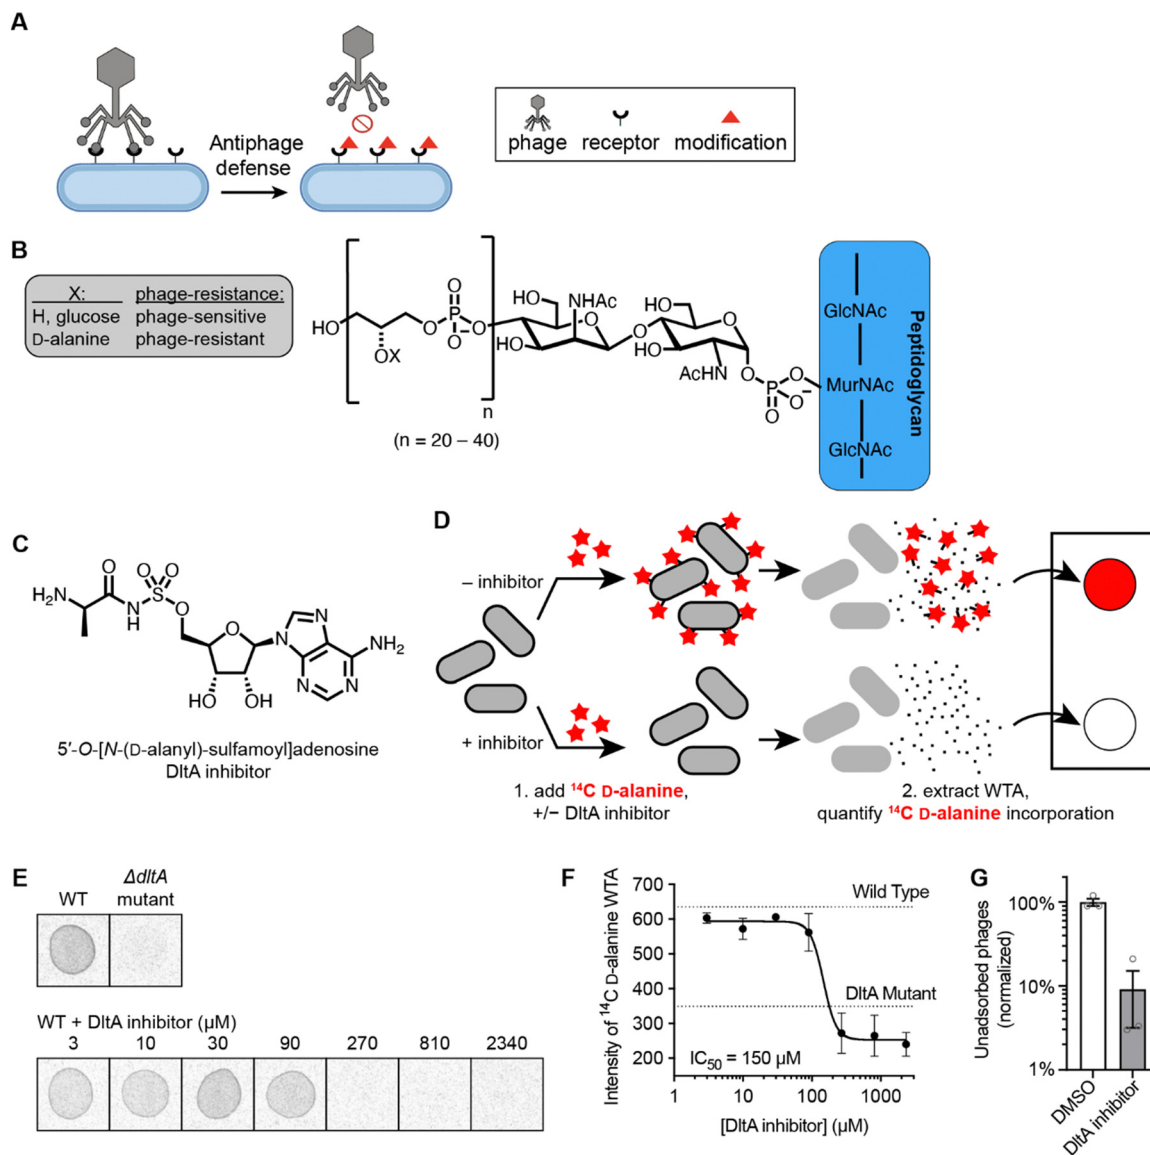 A
Antiphage
defense
phage receptor modification
B
X: phage-resistance:
H, glucose phage-sensitive
D-alanine phage-resistant
HO
OX
O
P
O
O−
O
n
(n = 20 – 40)
HO
NHAc
O
HO
O
HO
O
HO
AcHN
O
P
O
O−
O
GlcNAc
MurNAc
GlcNAc
Peptidoglycan
C
H2N
O
N
H
O O
S
O
O
HO OH
N
N
N
N
NH2
5′-O-[N-(D-alanyl)-sulfamoyl]adenosine
DltA inhibitor
D
– inhibitor
+ inhibitor
1. add 14C D-alanine,
+/− DltA inhibitor
2. extract WTA,
quantify 14C D-alanine incorporation
E
WT
ΔdltA
mutant
WT + DltA inhibitor (μM)
3 10 30 90 270 810 2340
F
Intensity of 14C D-alanine WTA
700
600
500
400
300
200
Wild Type
DltA Mutant
IC50 = 150 μM
1 10 100 1000
[DltA inhibitor] (μM)
G
Unadsorbed phages
(normalized)
100%
10%
1%
DMSO
DltA inhibitor